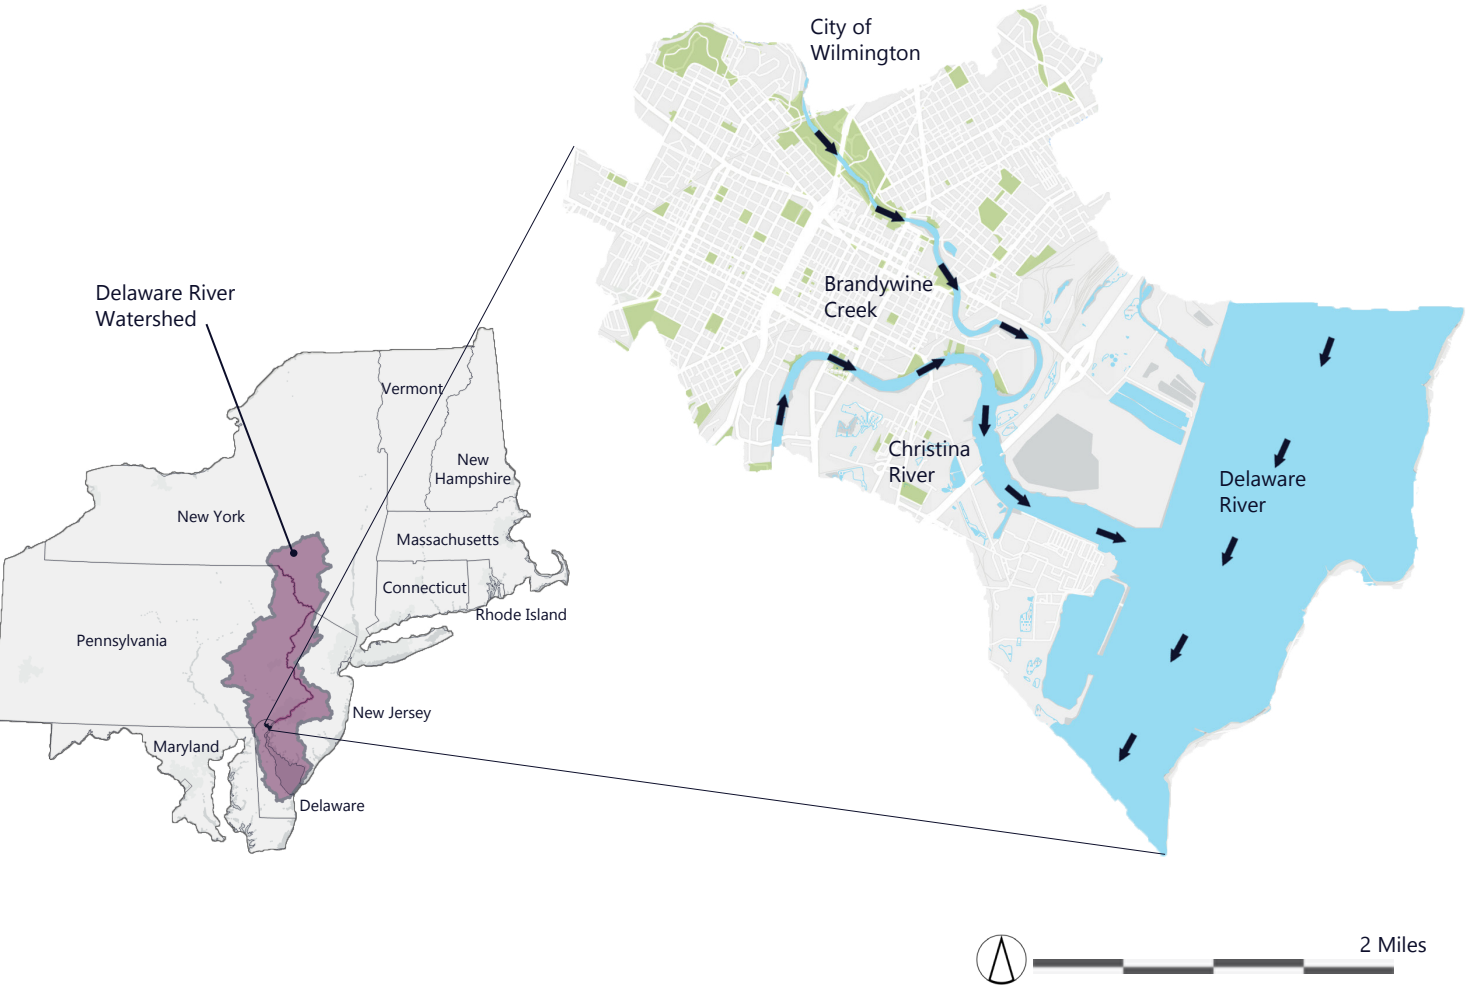 City of
Wilmington
Delaware River
Watershed
Brandywine
Creek
Vermont
New
Hampshire
Christina
River
Delaware
River
New York
Massachusetts
Connecticut
Rhode Island
Pennsylvania
New Jersey
Maryland
Delaware
2 Miles